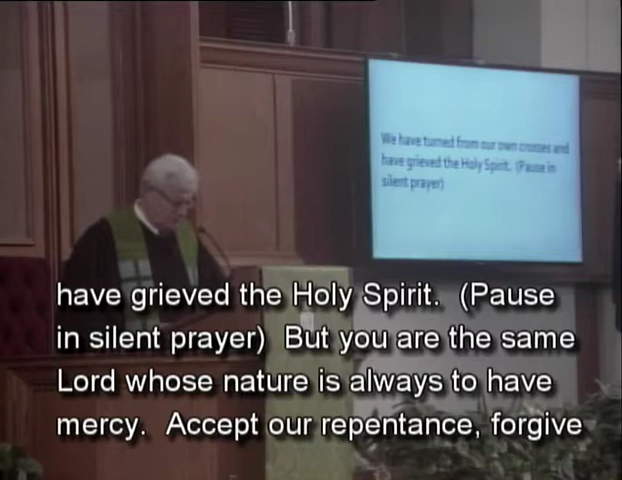 We have turned from our own crosses and
have grieved the Holy Spirit. (Pause in
silent prayer)
have grieved the Holy Spirit. (Pause
in silent prayer) But you are the same
Lord whose nature is always to have
mercy. Accept our repentance, forgive